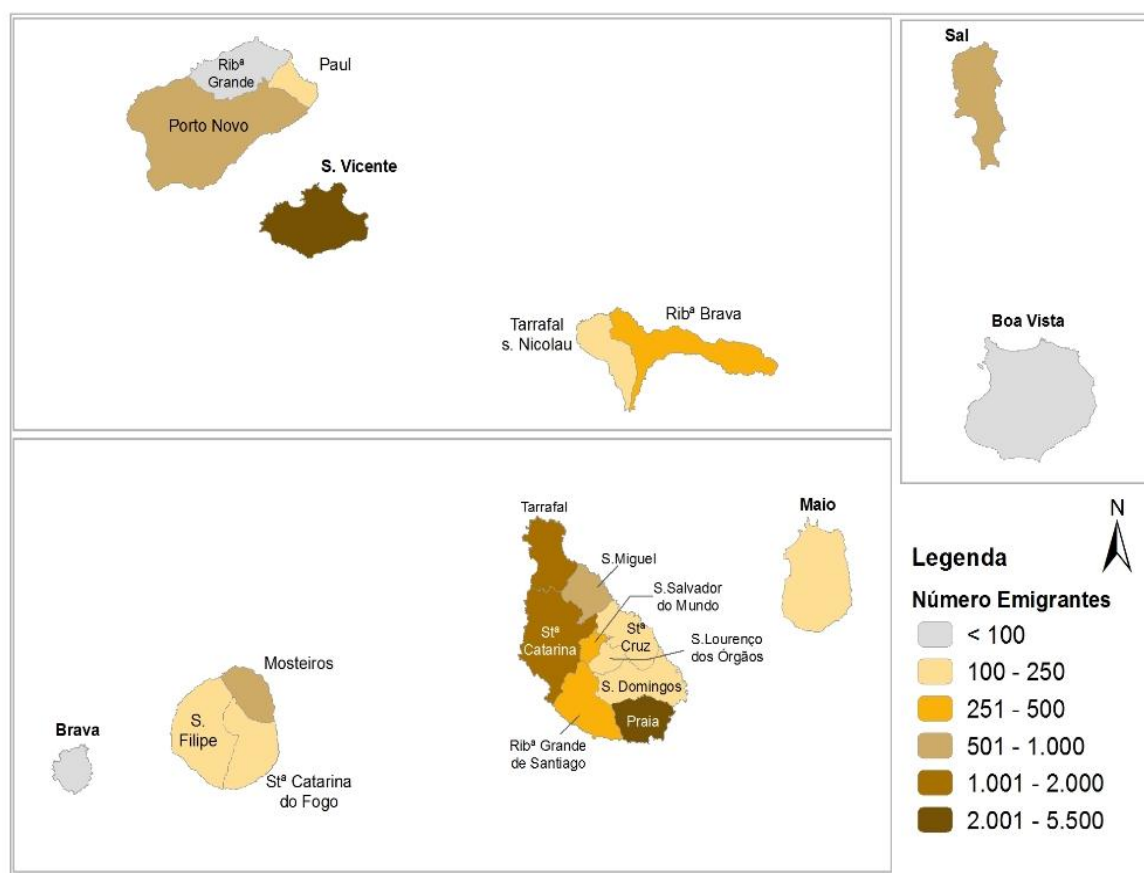 Ribª
Grande
Paul
Porto Novo
S. Vicente
Tarrafal
s. Nicolau
Ribª Brava
Sal
Boa Vista
Brava
Mosteiros
S.
Filipe
Stª Catarina
do Fogo
Tarrafal
S.Miguel
S.Salvador
do Mundo
Stª
Catarina
Stª
Cruz
S.Lourenço
dos Órgãos
S. Domingos
Praia
Ribª Grande
de Santiago
Maio
N
Legenda
Número Emigrantes
< 100
100 - 250
251 - 500
501 - 1.000
1.001 - 2.000
2.001 - 5.500